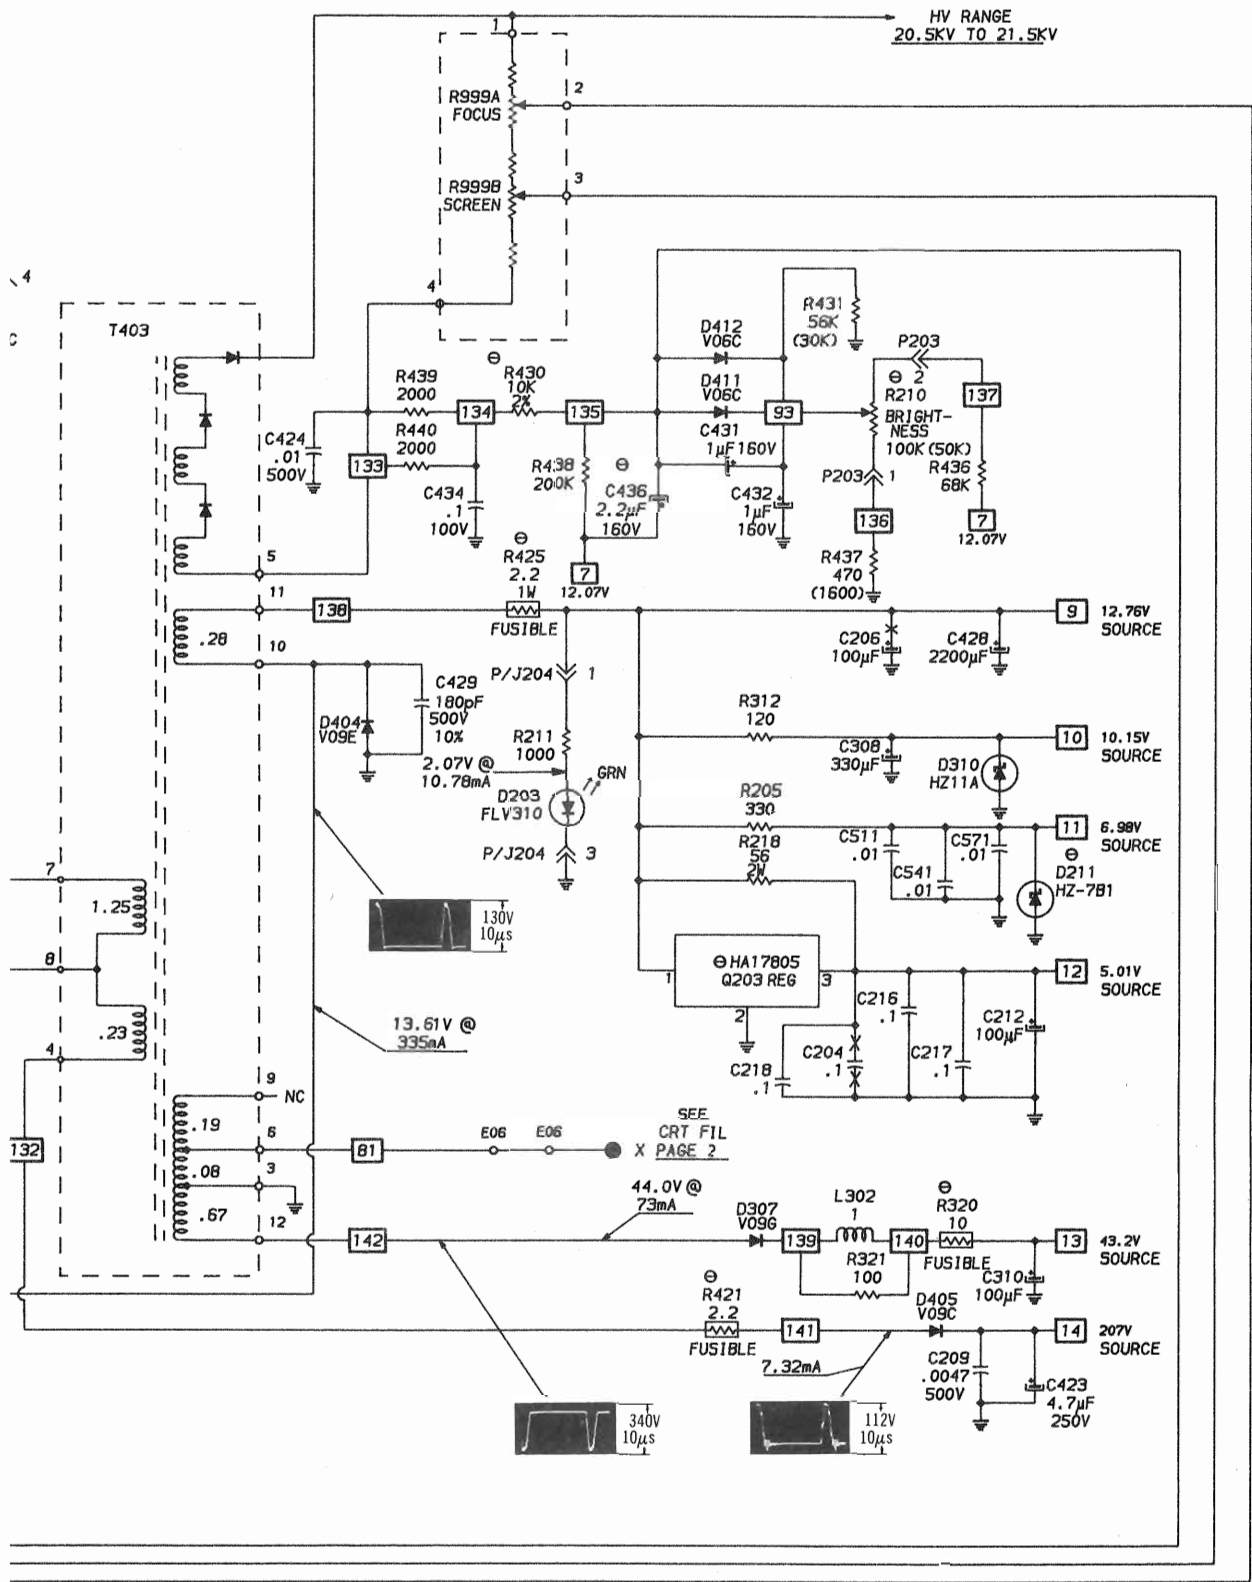 HV RANGE
20.5KV TO 21.5KV
1
R999A
FOCUS
2
R999B
SCREEN
3
4
4
C
T403
R431
56K
(30K)
D412
V06C
P203
2
R210
BRIGHT-
NESS
100K (50K)
137
R439
2000
134
R430
10K
2%
135
D411
V06C
93
C424
.01
500V
R440
2000
133
C431
1µF 160V
R438
200K
C436
2.2µF
160V
C432
1µF
160V
P203 1
R436
68K
C434
.1
100V
136
7
12.07V
5
R425
2.2
1W
FUSIBLE
7
12.07V
R437
470
(1600)
11
138
9
12.76V
SOURCE
.28
10
C206
100µF
C428
2200µF
P/J204 1
C429
180pF
500V
10%
D404
V09E
R211
1000
R312
120
10
10.15V
SOURCE
2.07V @
10.78mA
C308
330µF
D310
HZ11A
GRN
D203
FLV310
R205
330
11
6.98V
SOURCE
P/J204 3
R218
56
2W
C511
.01
C541
.01
C571
.01
D211
HZ-7B1
7
1.25
130V
10µs
8
1
HA17805
Q203 REG
3
2
12
5.01V
SOURCE
.23
13.61V @
335mA
C216
.1
C212
100µF
4
C218
.1
C204
.1
C217
.1
9
NC
.19
6
132
81
E06
E06
X
SEE
CRT FIL
PAGE 2
.08
3
.67
12
142
44.0V @
73mA
D307
V09G
139
L302
1
140
R320
10
FUSIBLE
13
43.2V
SOURCE
R321
100
C310
100µF
R421
2.2
FUSIBLE
141
D405
V09C
14
207V
SOURCE
7.32mA
C209
.0047
500V
C423
4.7µF
250V
340V
10µs
112V
10µs